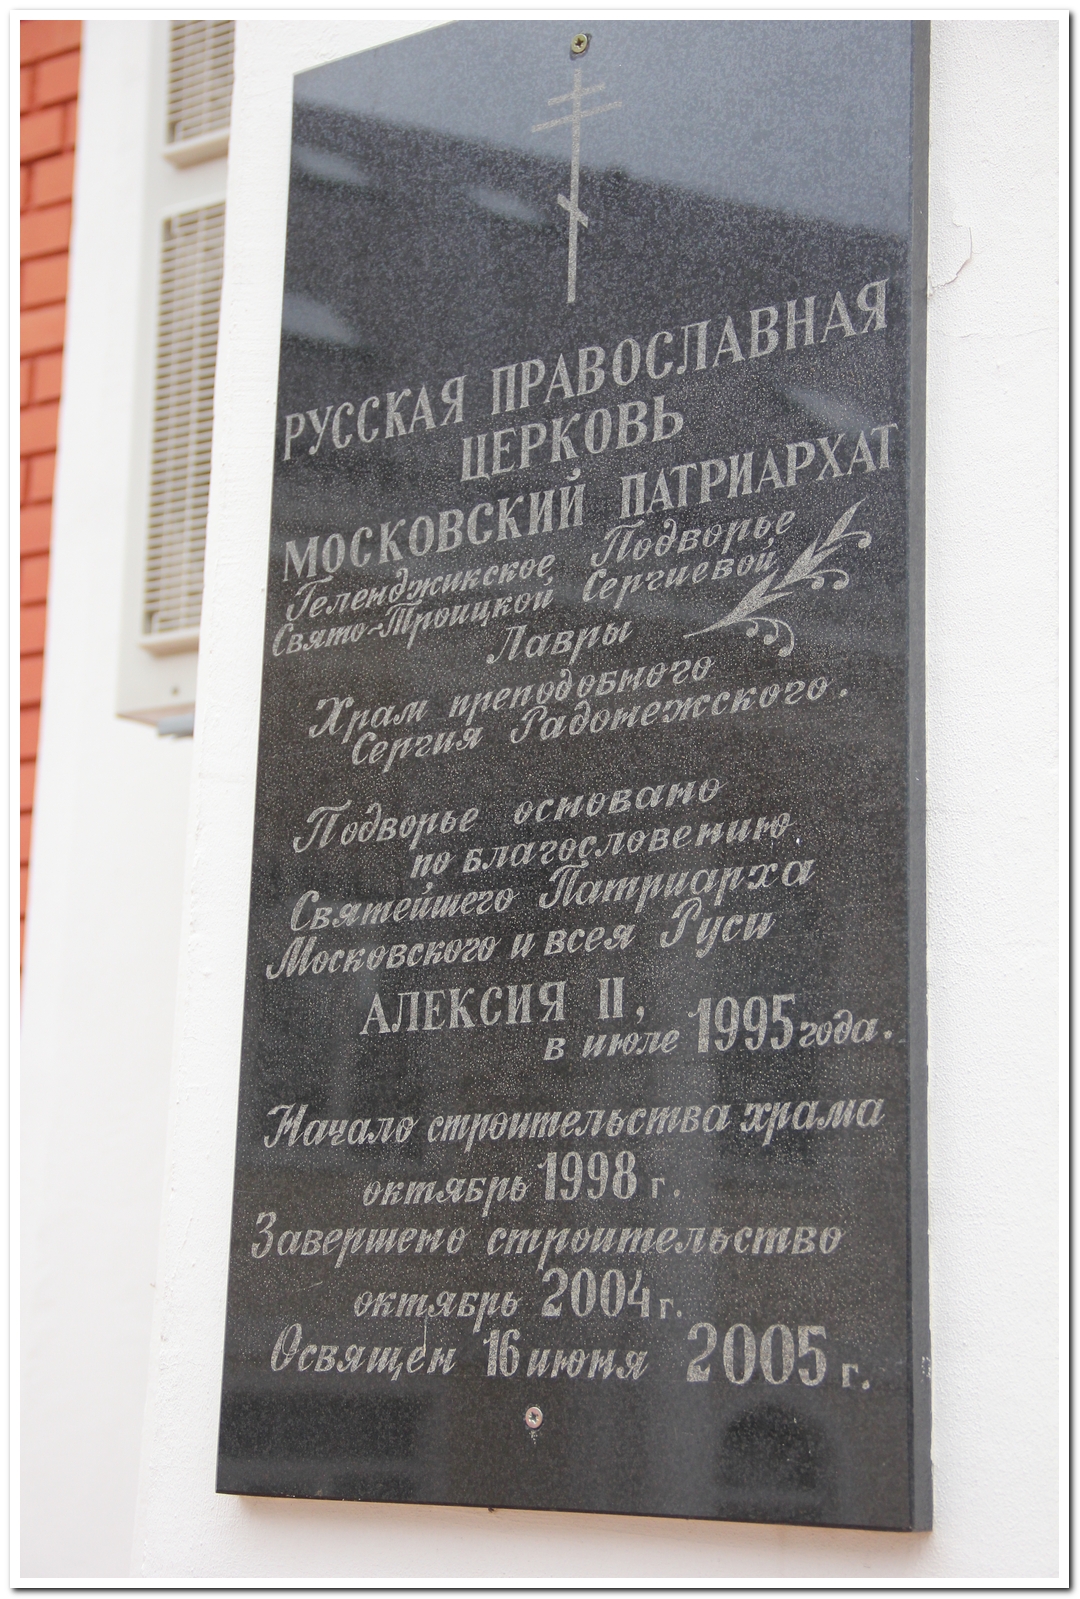 РУССКАЯ ПРАВОСЛАВНАЯ
ЦЕРКОВЬ
МОСКОВСКИЙ ПАТРИАРХАТ
Геленджикское Подворье
Свято-Троицкой Сергиевой
Лавры
Храм преподобного
Сергия Радонежского.
Подворье основано
по благословению
Святейшего Патриарха
Московского и всея Руси
АЛЕКСИЯ II,
в июле 1995 года.
Начало строительства храма
октябрь 1998 г.
Завершено строительство
октябрь 2004 г.
Освящен 16 июня 2005 г.